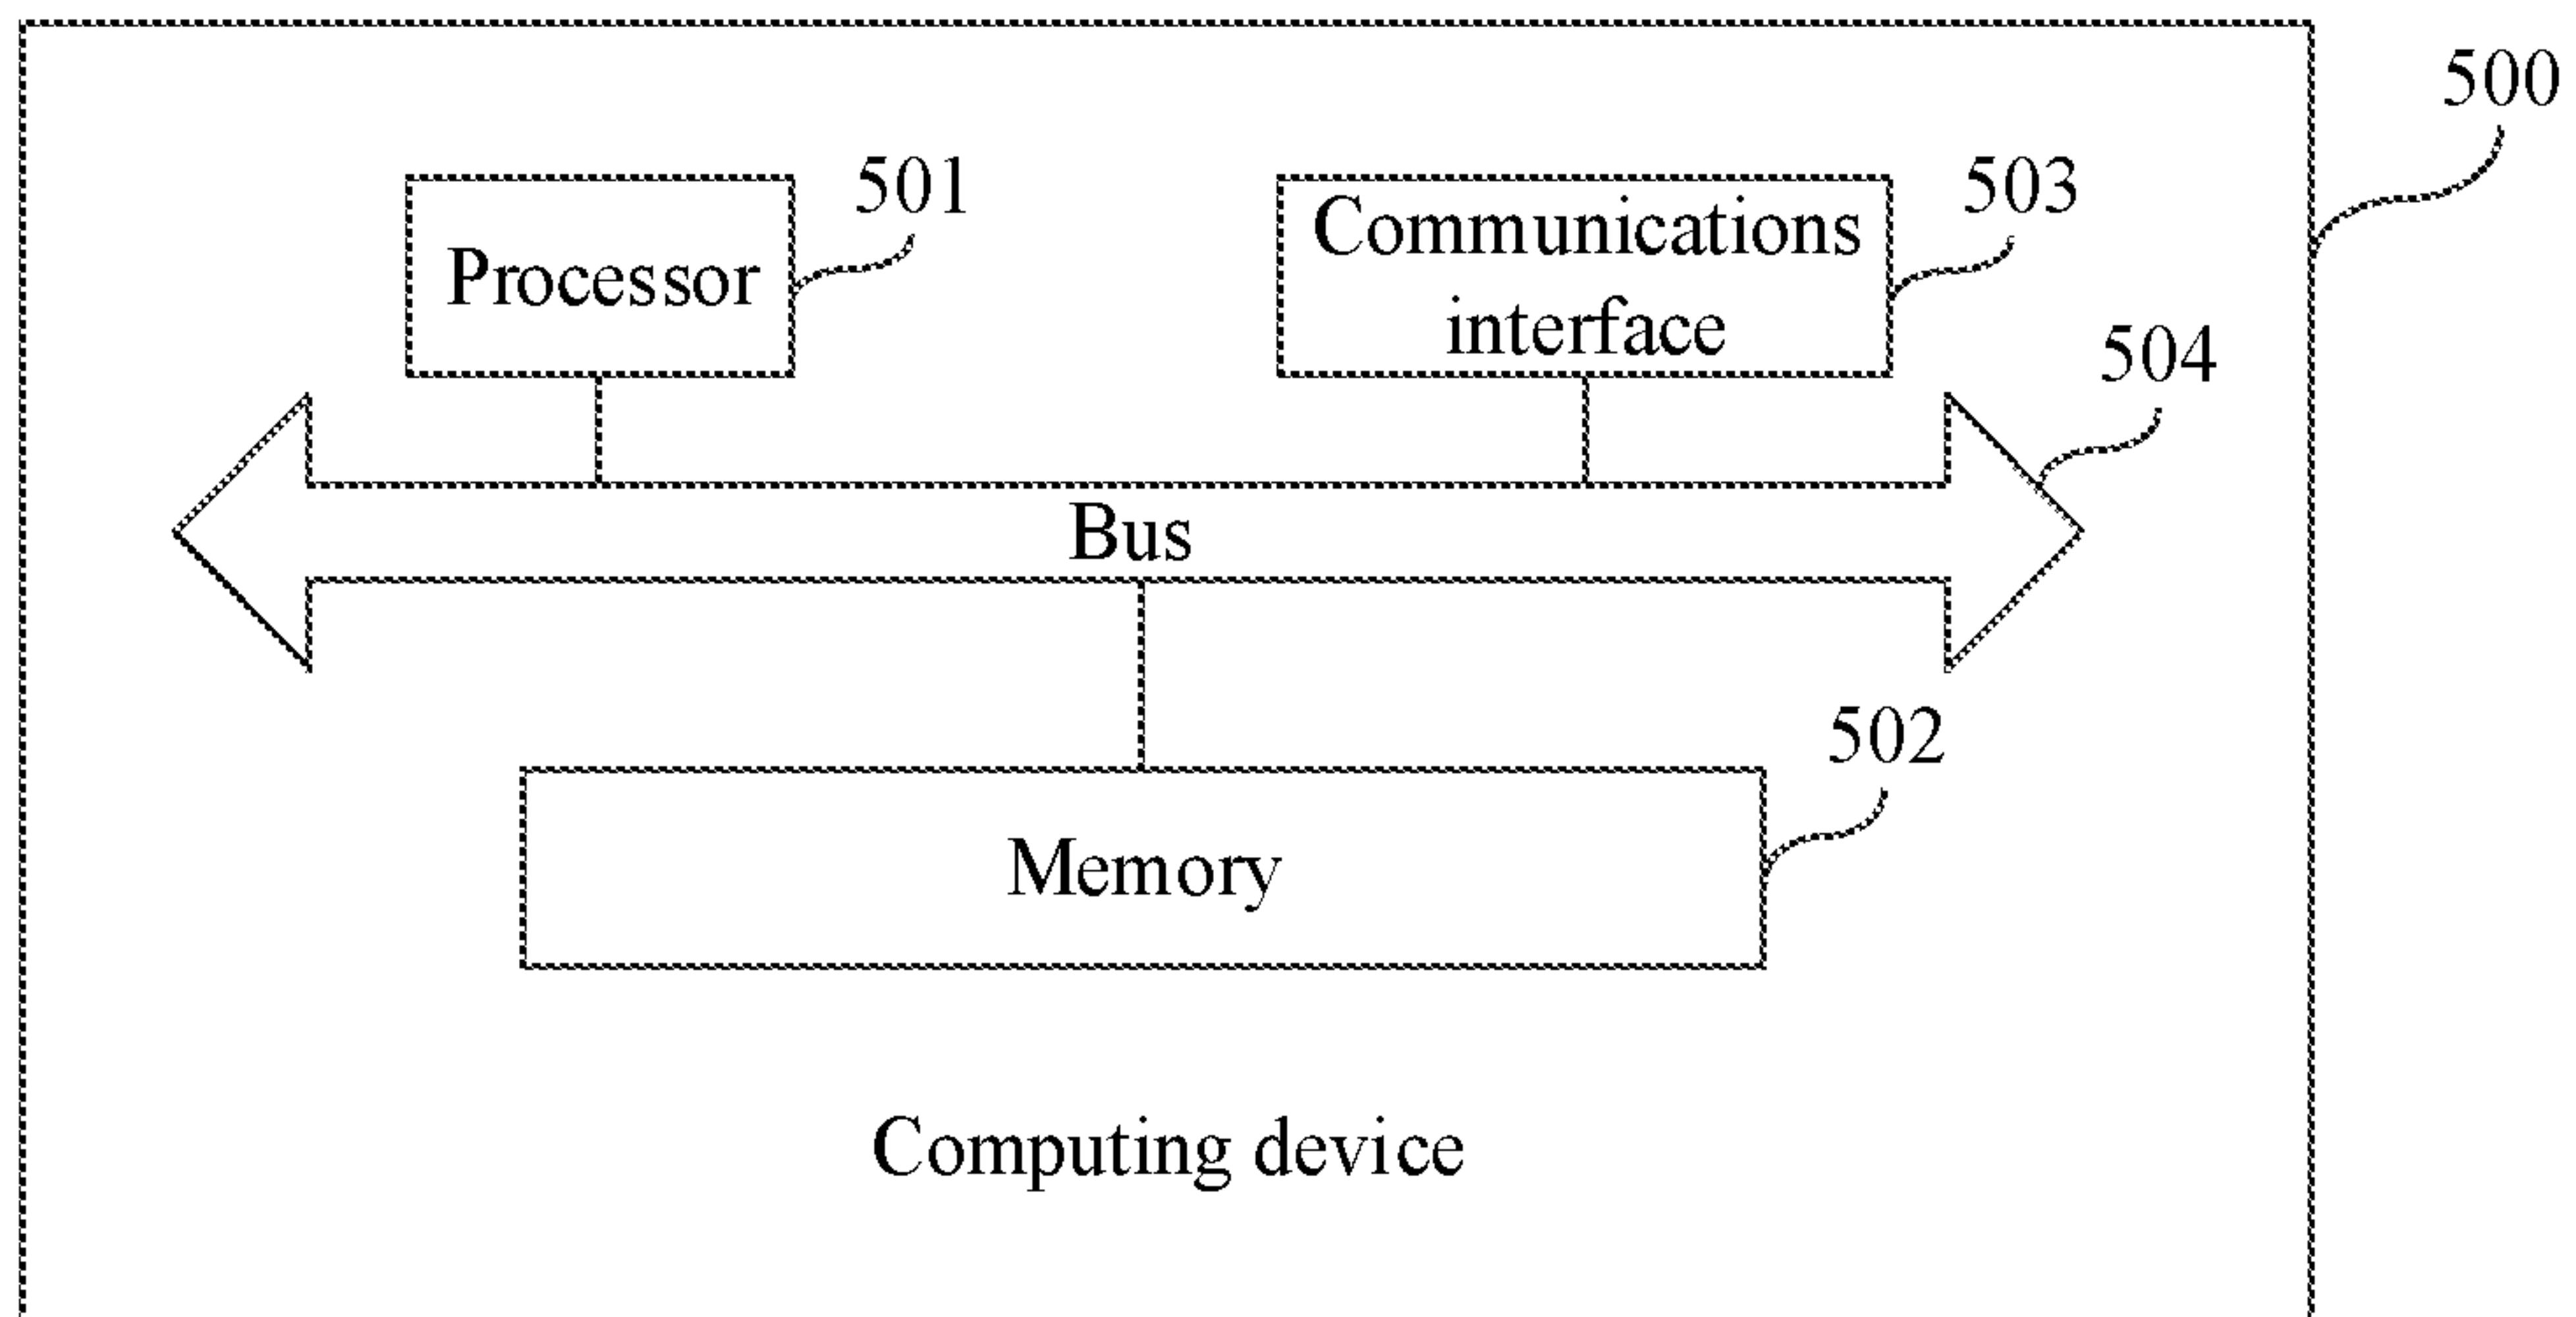 500
501
503
Processor
Communications
interface
504
Bus
502
Memory
Computing device